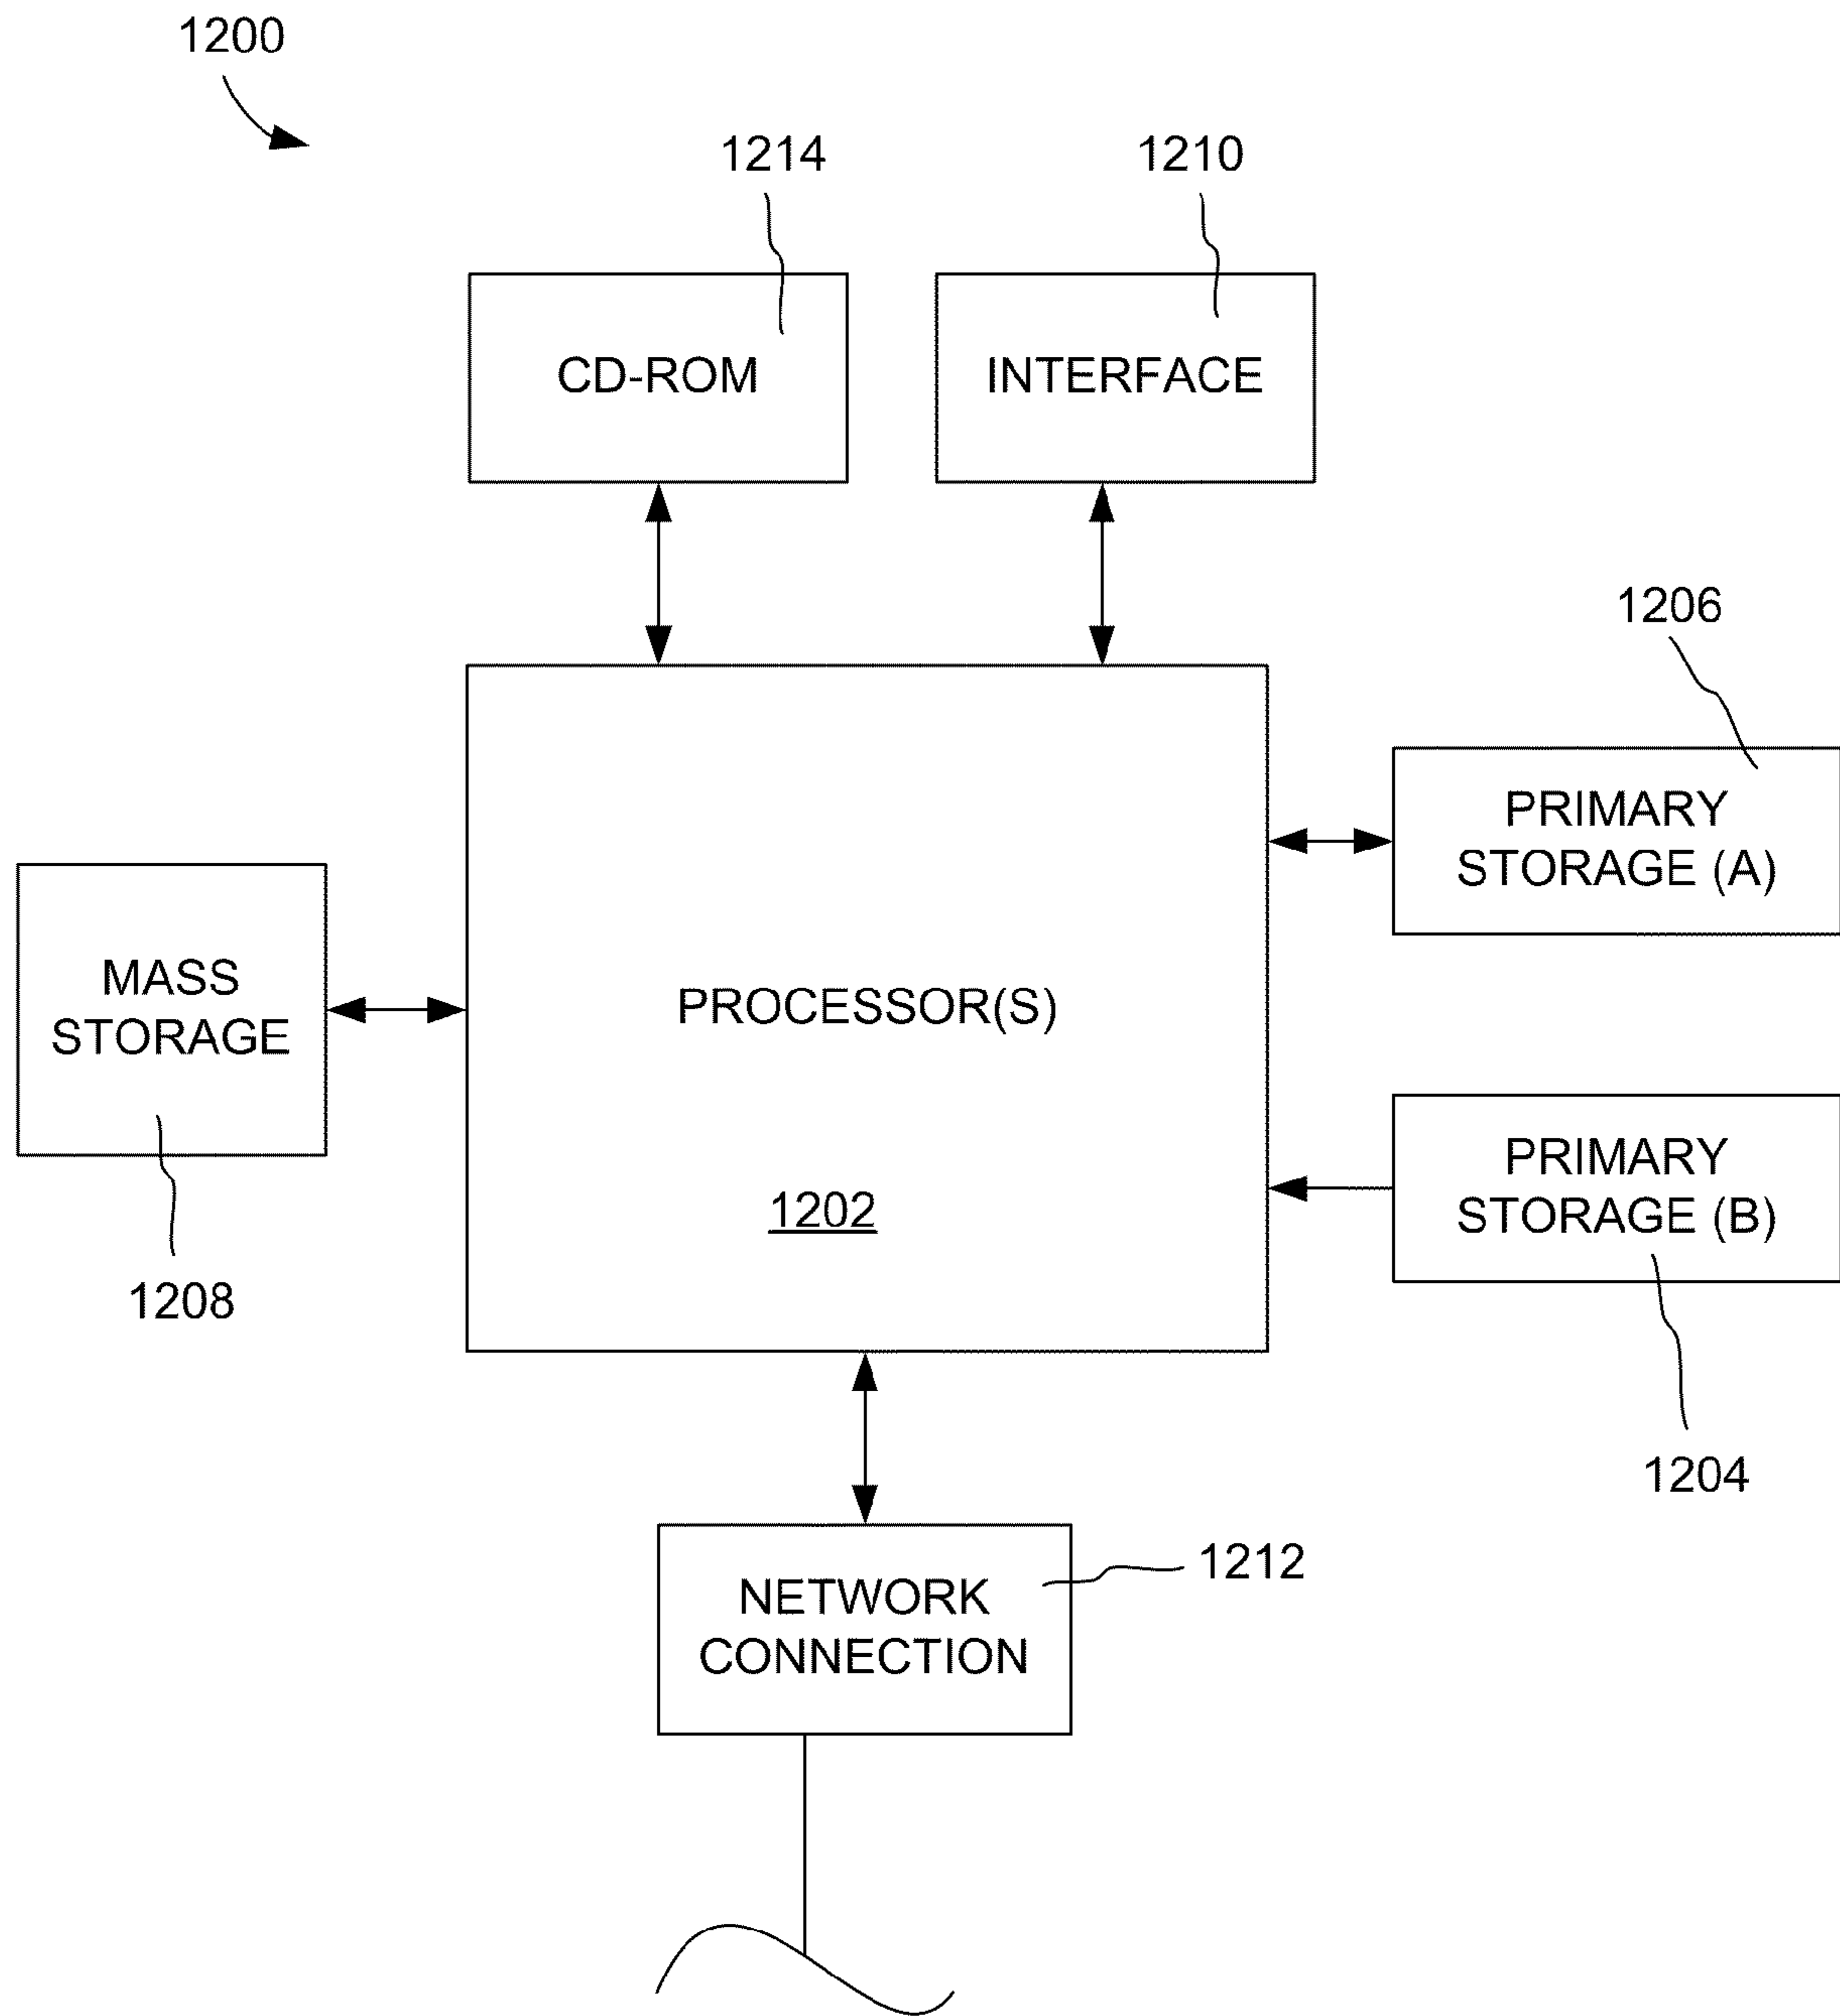 1200
1214
1210
CD-ROM
INTERFACE
1206
PRIMARY
STORAGE (A)
MASS
STORAGE
PROCESSOR(S)
PRIMARY
STORAGE (B)
1202
1208
1204
1212
NETWORK
CONNECTION